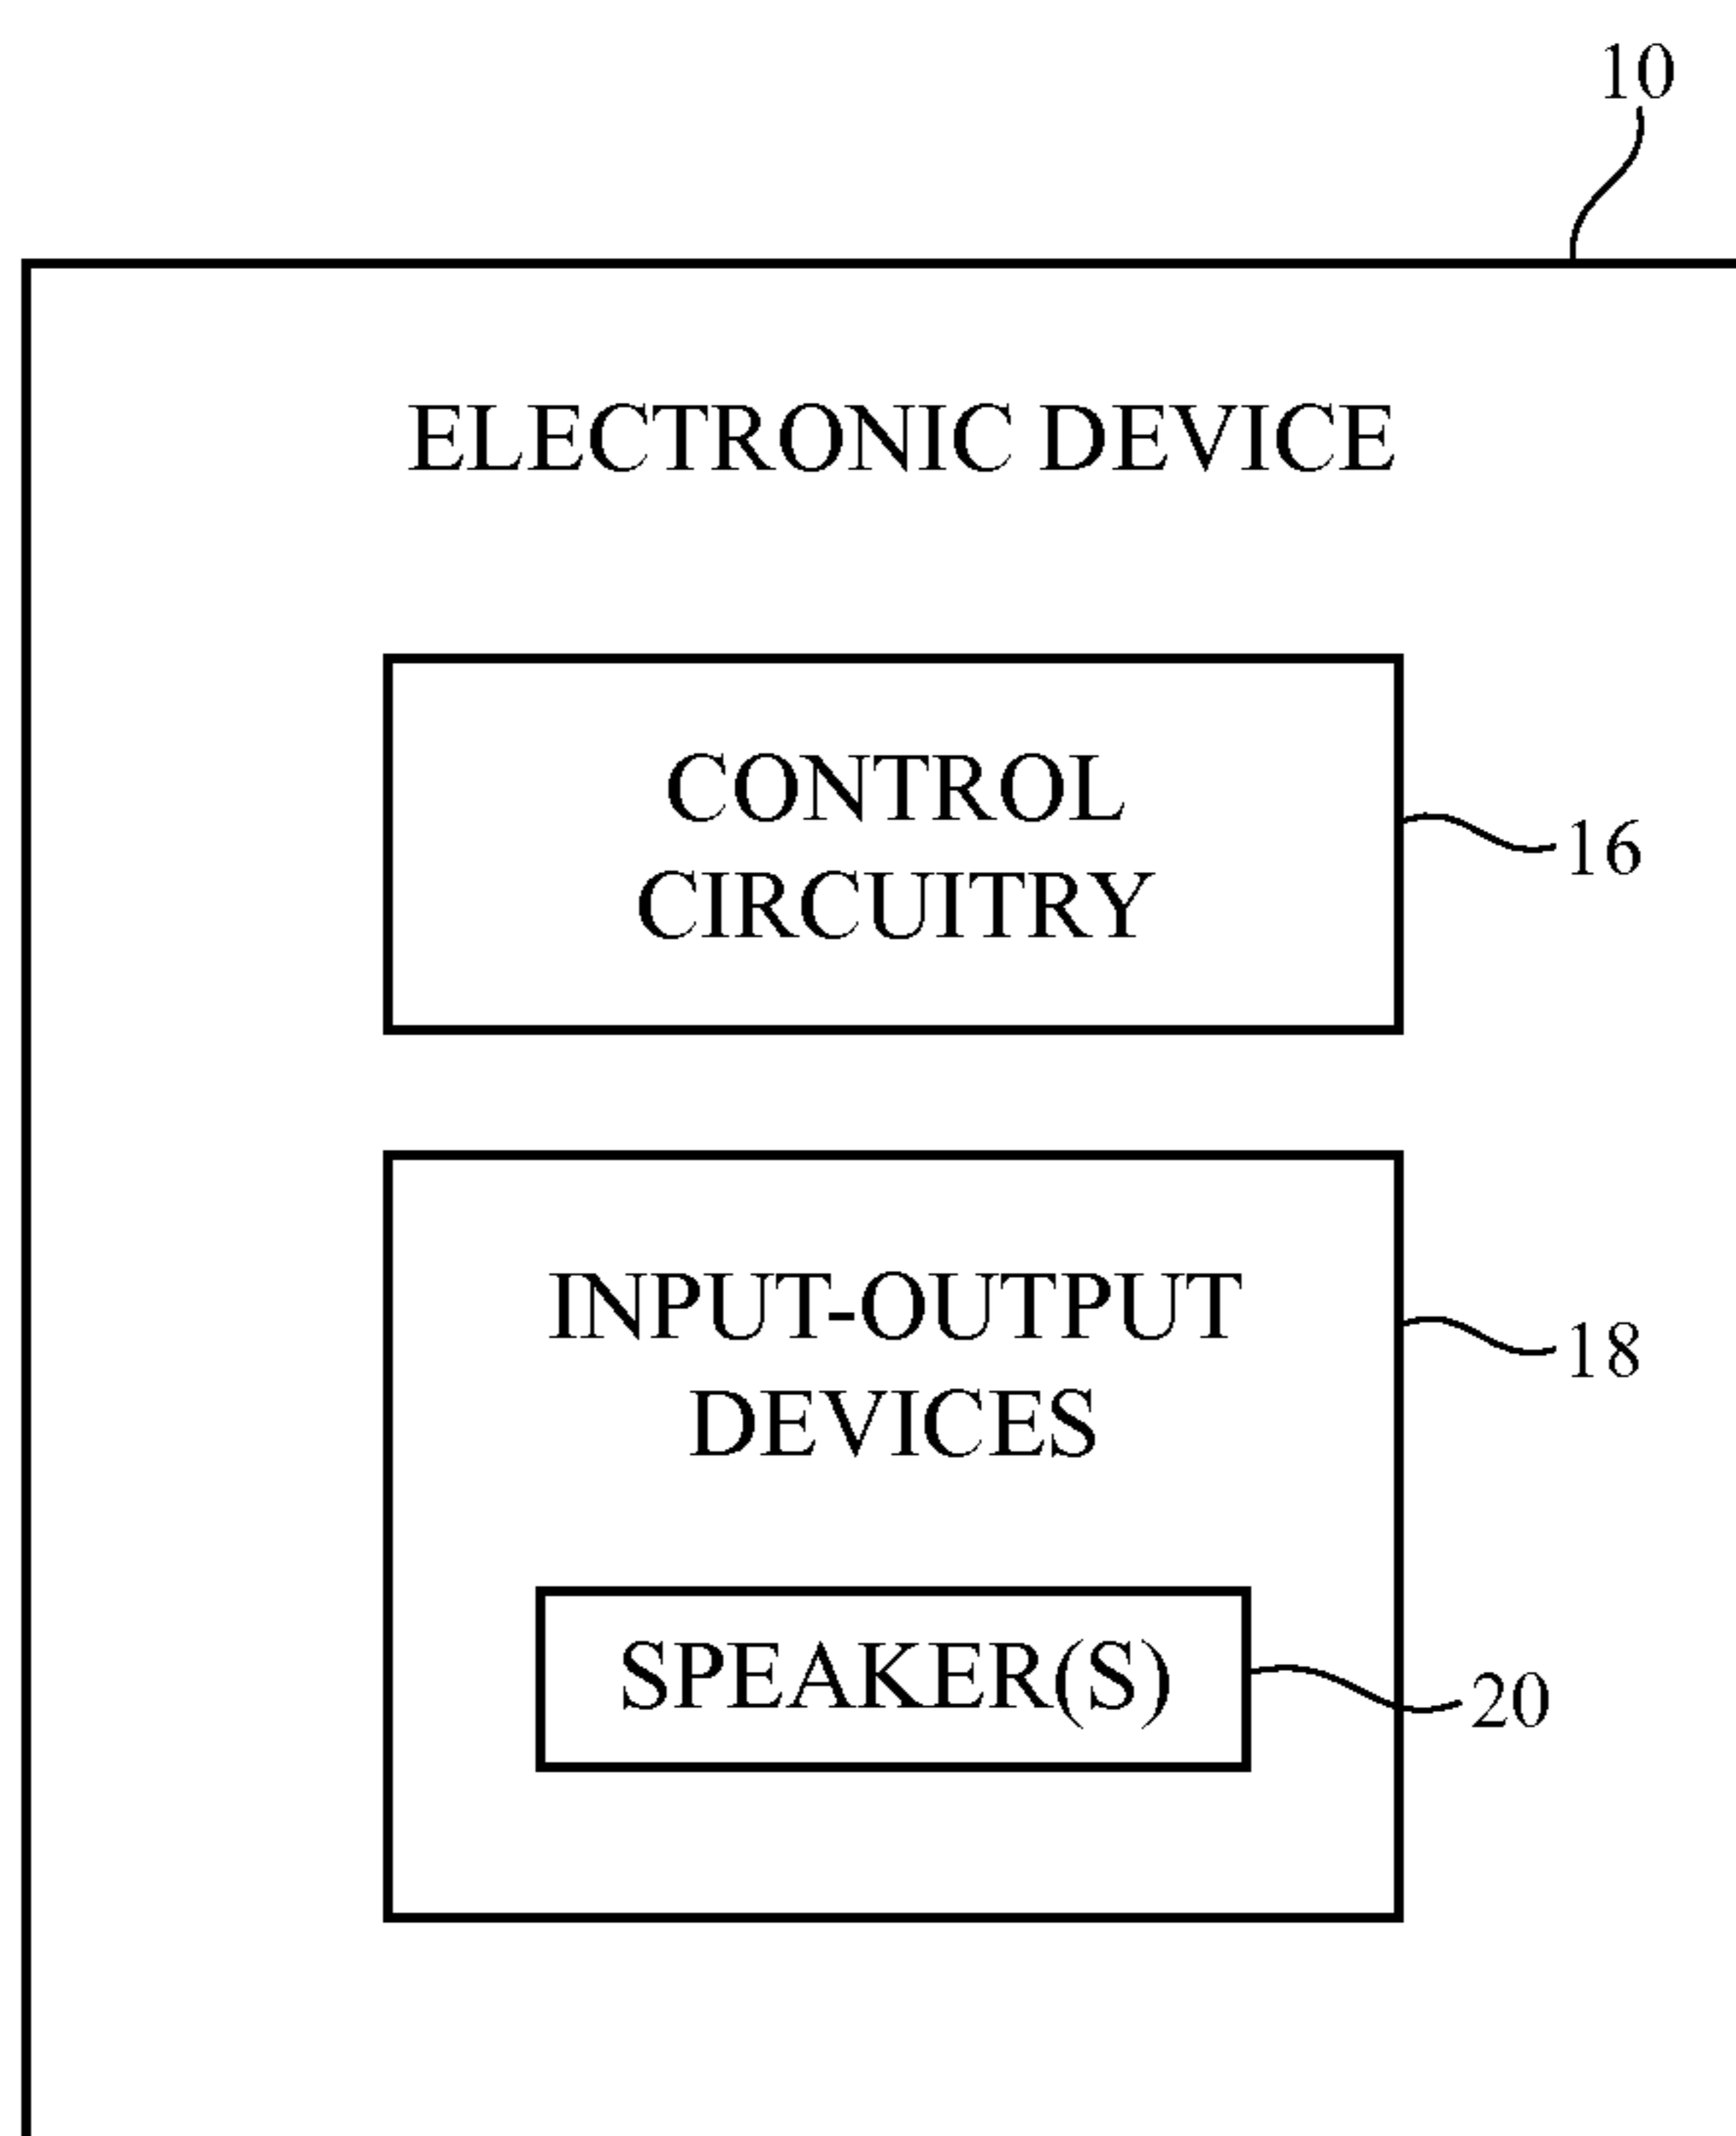 10
ELECTRONIC DEVICE
CONTROL
CIRCUITRY
16
INPUT-OUTPUT
DEVICES
18
SPEAKER(S)
20